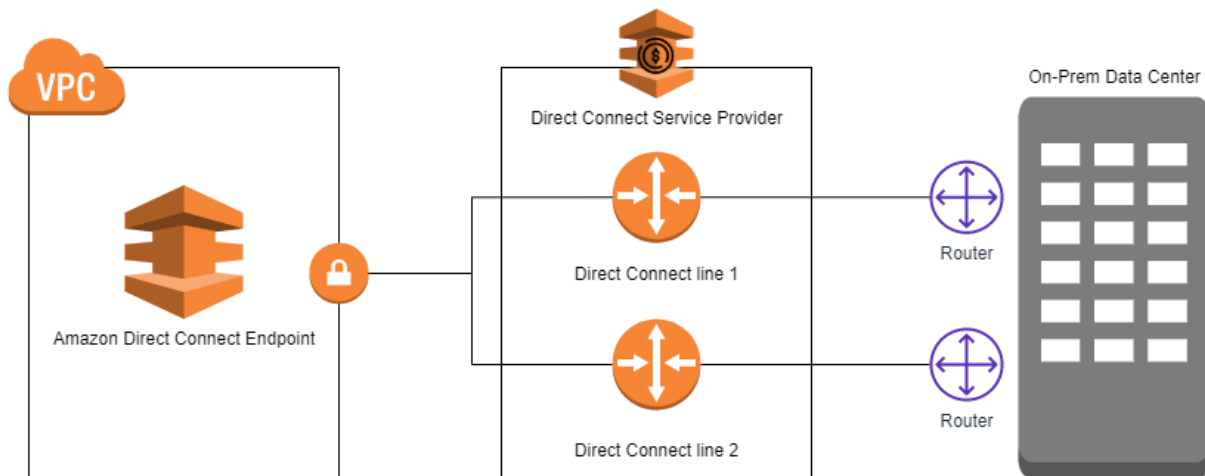 VPC
Amazon Direct Connect Endpoint
$
Direct Connect Service Provider
Direct Connect line 1
Direct Connect line 2
Router
Router
On-Prem Data Center